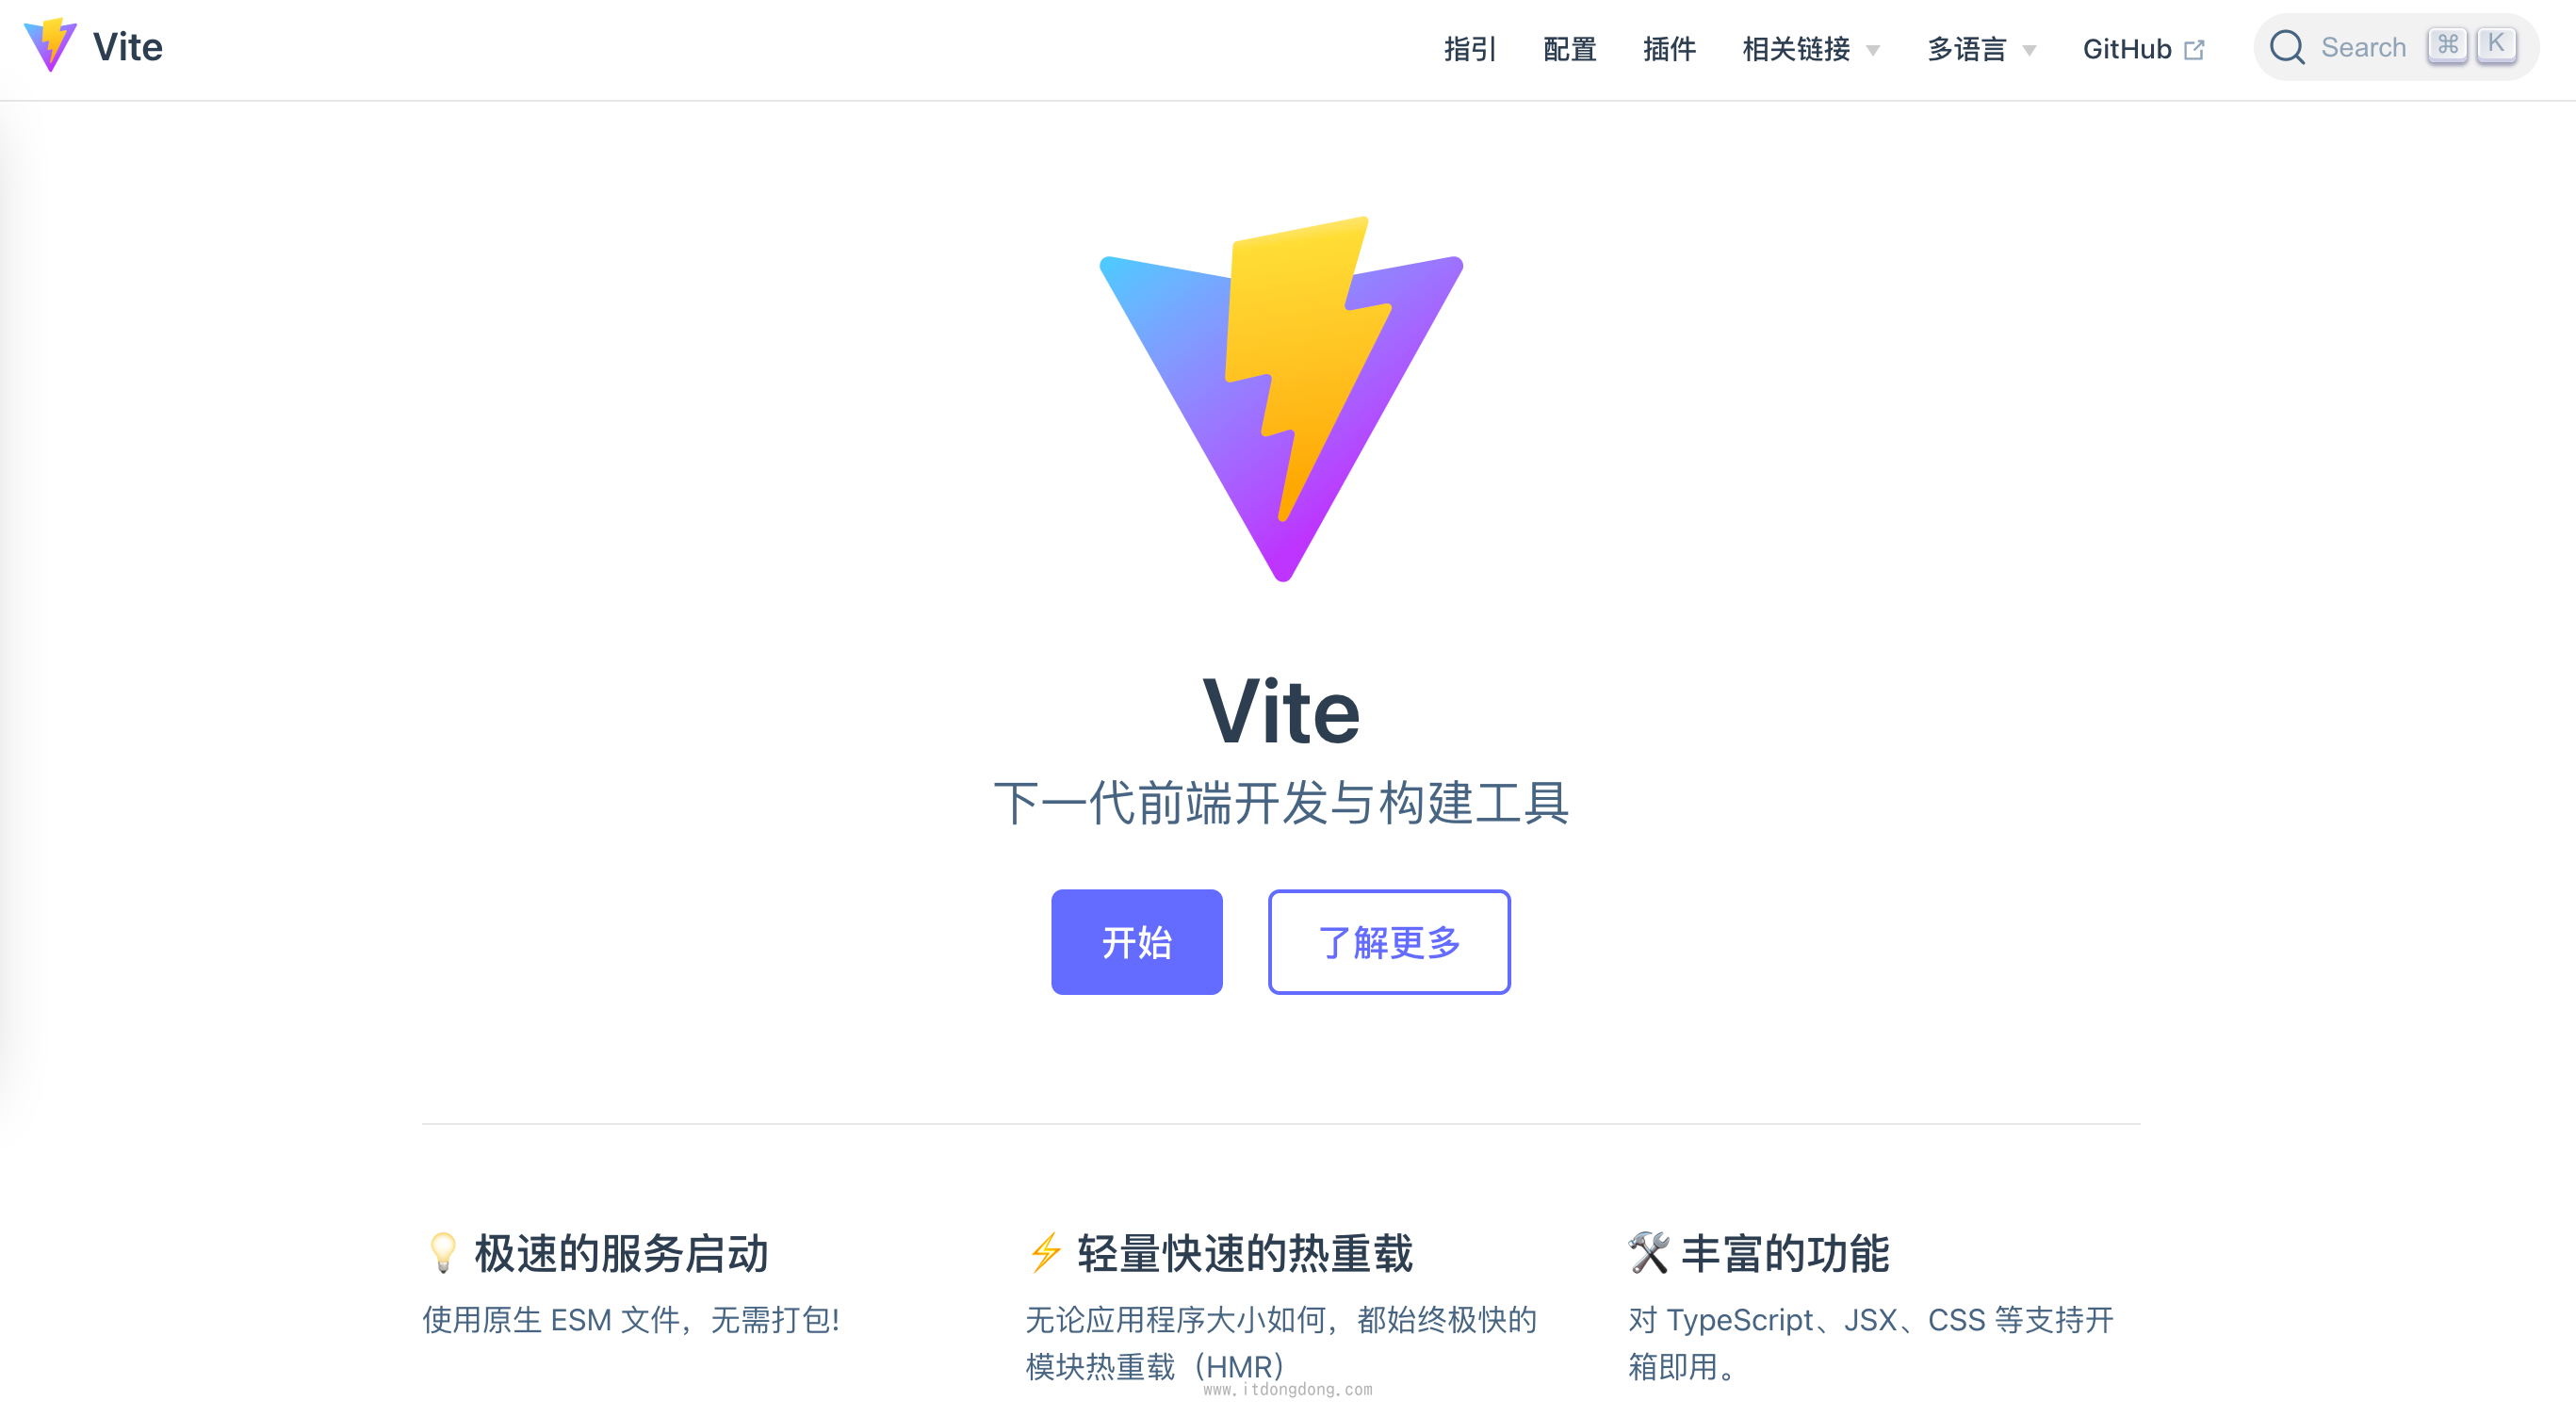 Vite
指引 配置 插件 相关链接 多语言 GitHub Search ⌘ K
Vite
下一代前端开发与构建工具
开始 了解更多
💡 极速的服务启动
使用原生 ESM 文件，无需打包!
⚡ 轻量快速的热重载
无论应用程序大小如何，都始终极快的
模块热重载（HMR）
🛠️ 丰富的功能
对 TypeScript、JSX、CSS 等支持开
箱即用。
www.itdongdong.com